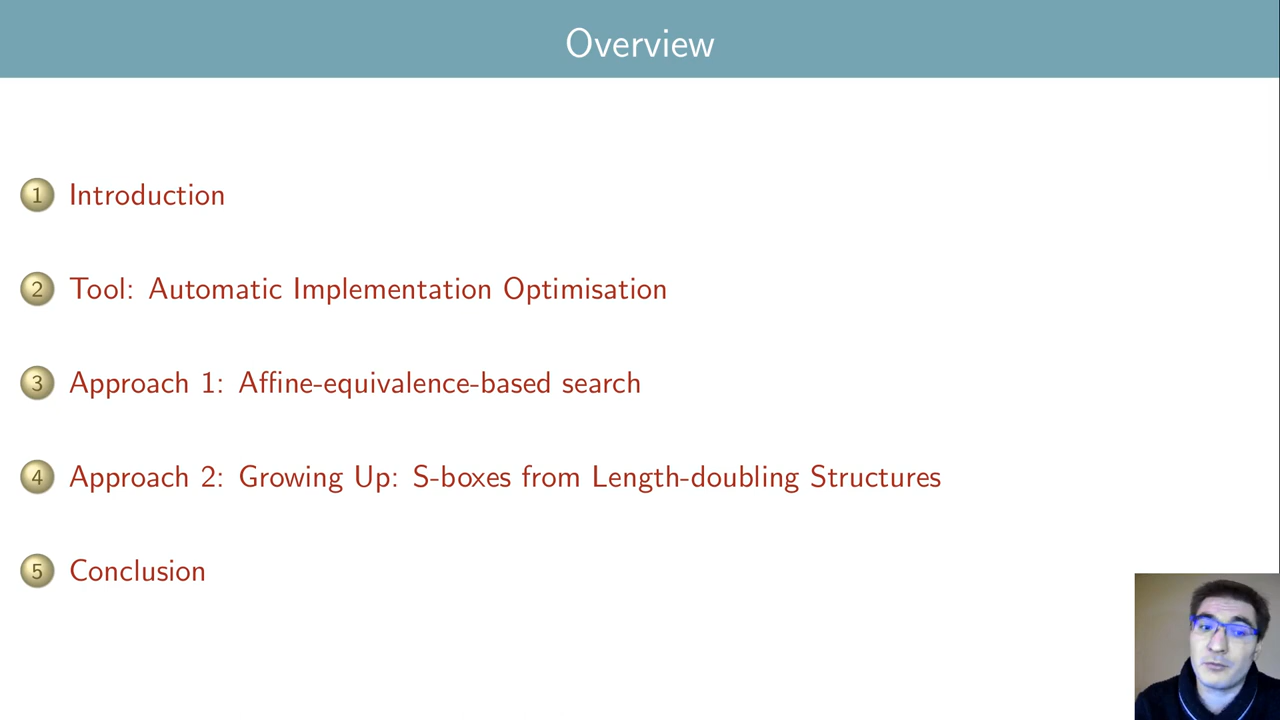 Overview
1 Introduction
2 Tool: Automatic Implementation Optimisation
3 Approach 1: Affine-equivalence-based search
4 Approach 2: Growing Up: S-boxes from Length-doubling Structures
5 Conclusion